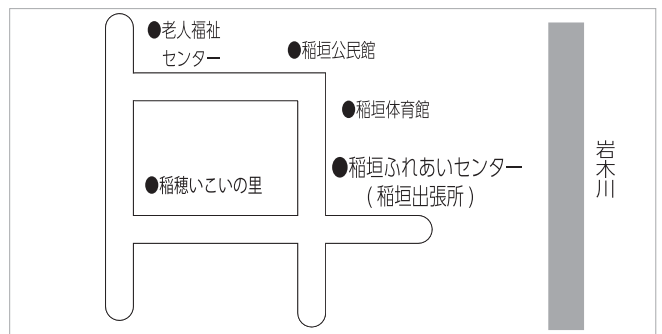 ●老人福祉
センター
●稲垣公民館
●稲垣体育館
●稲垣ふれあいセンター
(稲垣出張所)
●稲穂いこいの里
岩木川